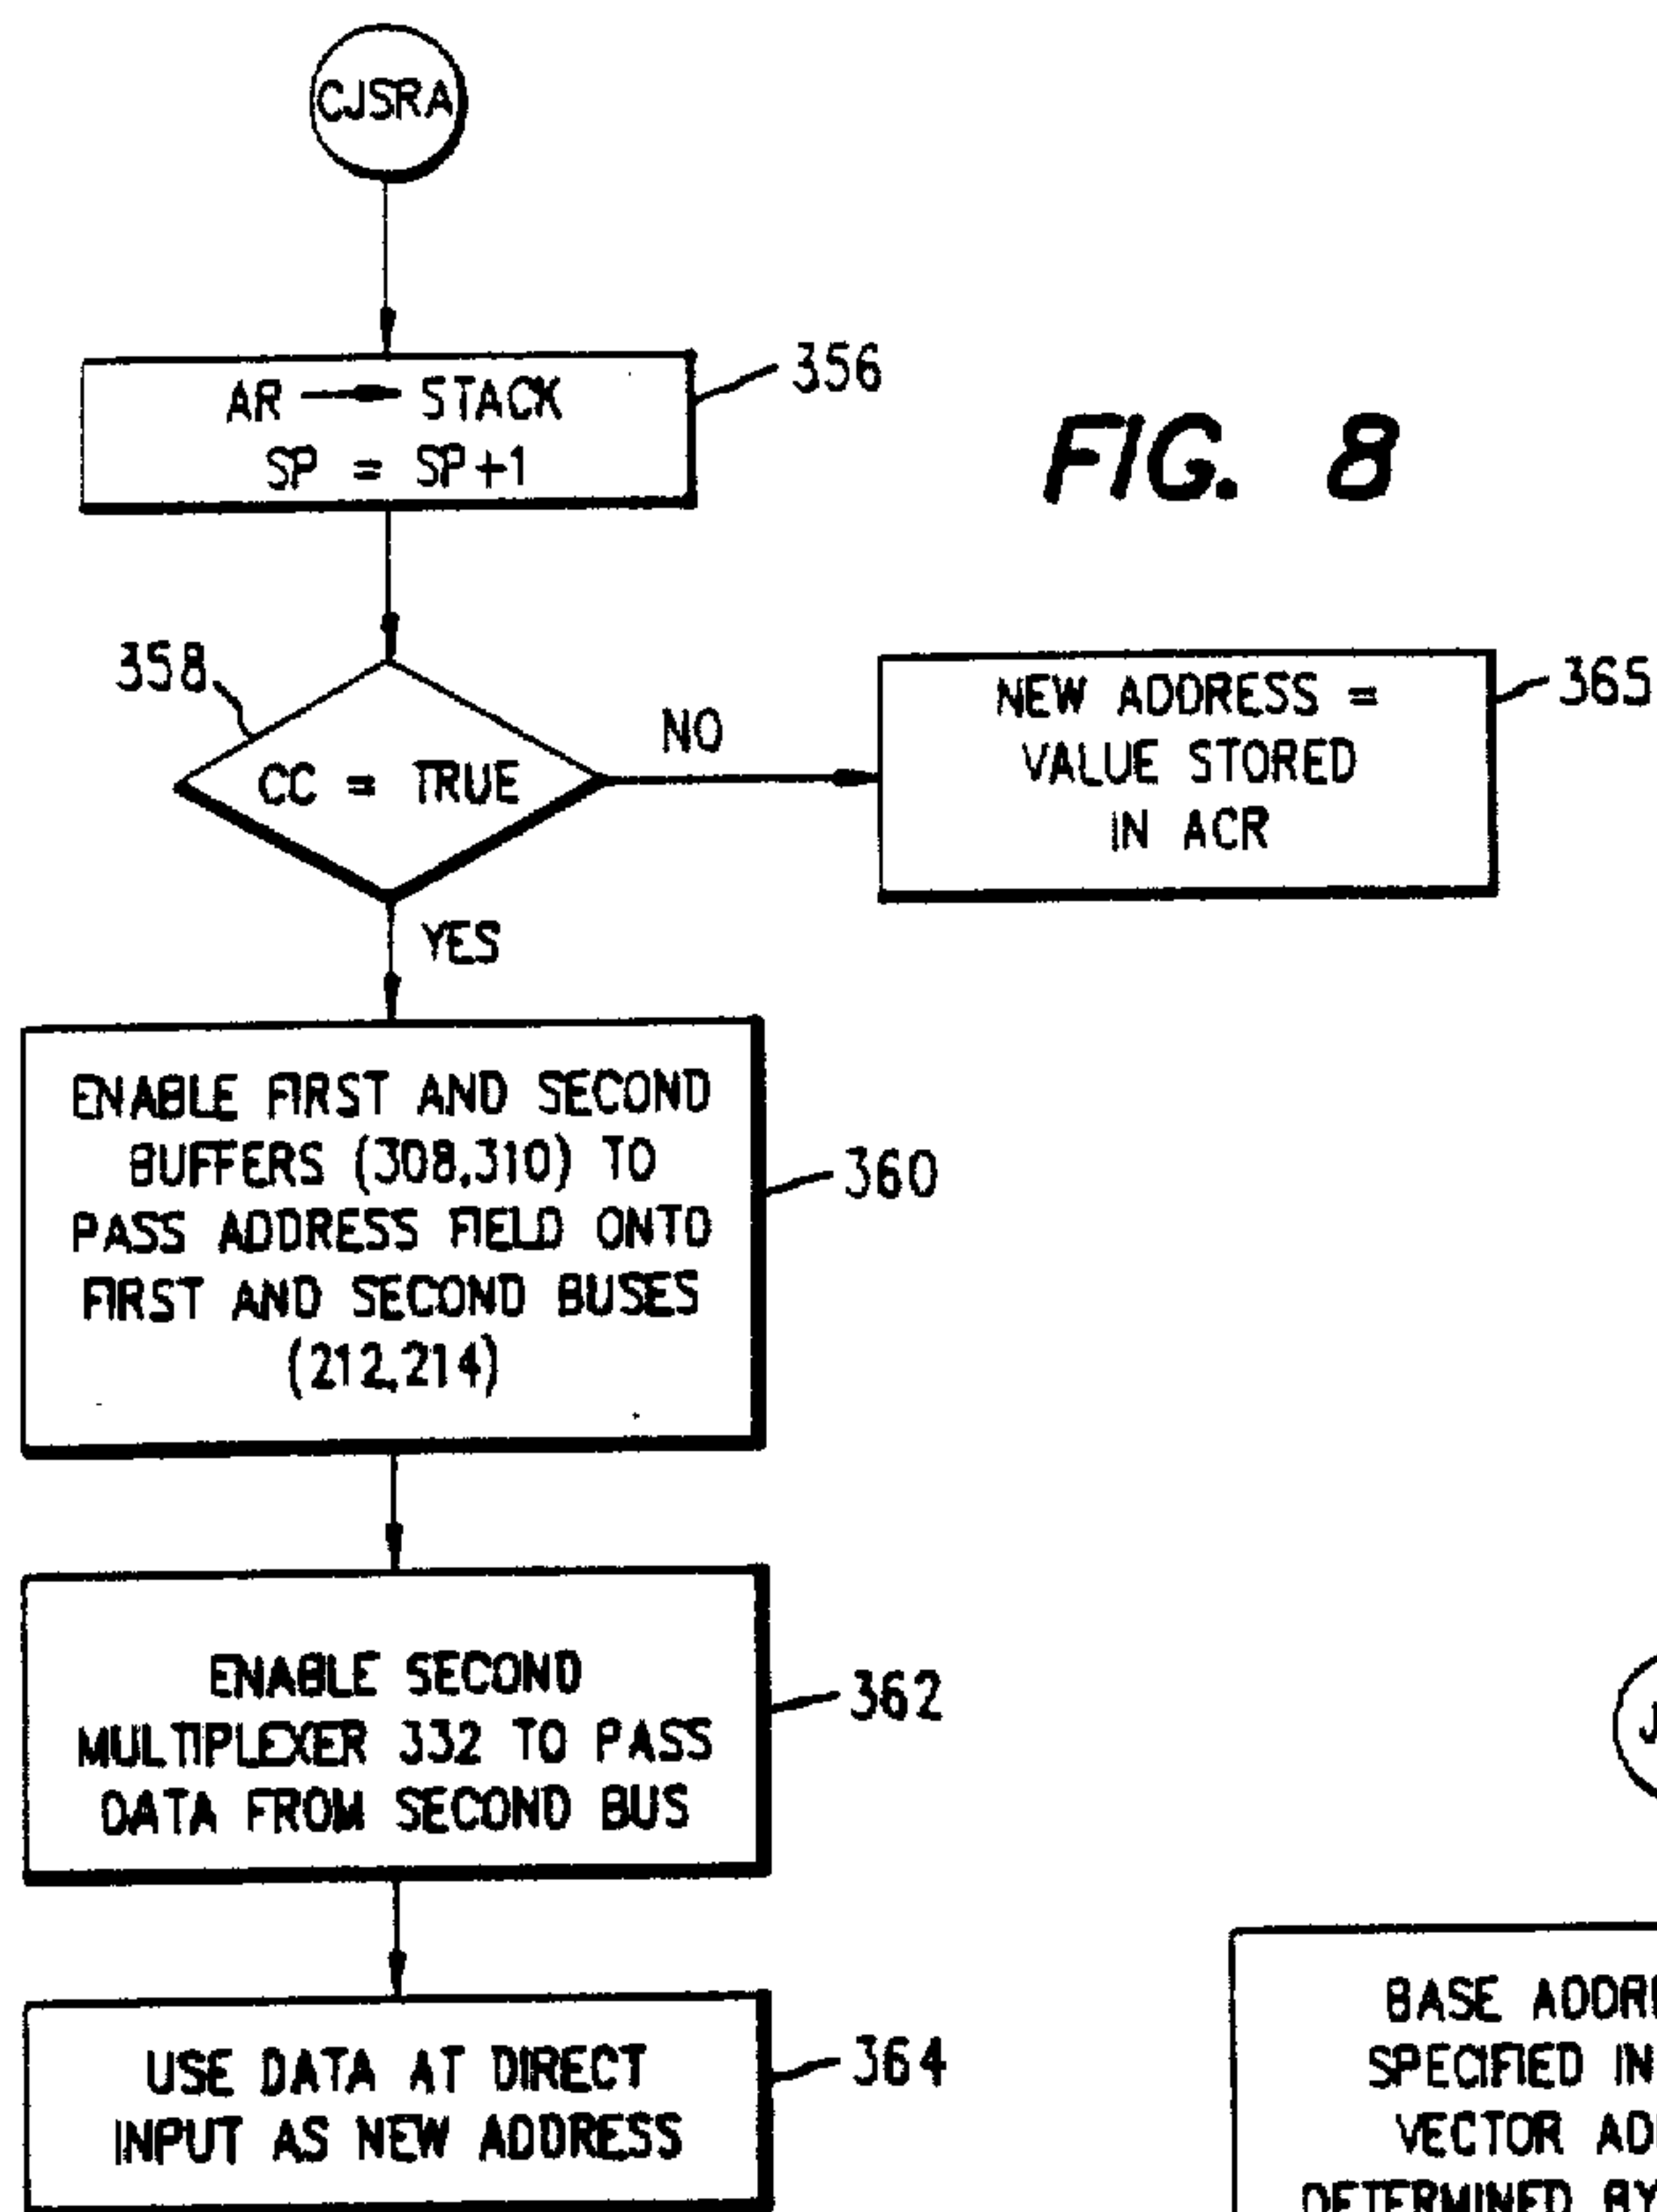 CJSRA
AR → STACK
SP = SP+1
356
FIG. 8
358
CC = TRUE
NO
NEW ADDRESS =
VALUE STORED
IN ACR
365
YES
ENABLE FIRST AND SECOND
BUFFERS (308,310) TO
PASS ADDRESS FIELD ONTO
FIRST AND SECOND BUSES
(212,214)
360
ENABLE SECOND
MULTIPLEXER 332 TO PASS
DATA FROM SECOND BUS
362
USE DATA AT DIRECT
INPUT AS NEW ADDRESS
364
BASE
SPECIFIED IN
VECTOR
DETERMINED BY